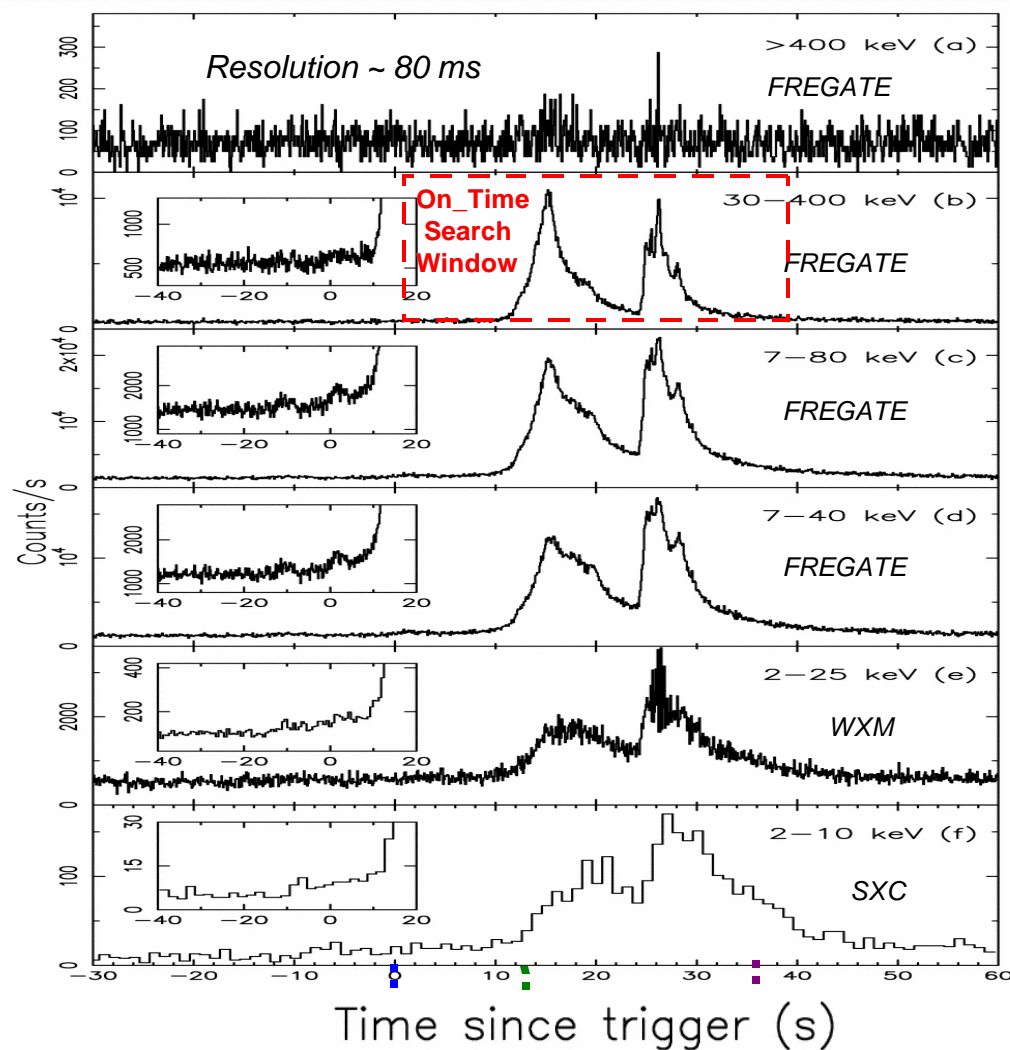 Resolution ~ 80 ms
>400 keV (a)
FREGATE
300
200
100
0
On_Time
Search
Window
30−400 keV (b)
FREGATE
10⁴
1000
500
−40 −20 0 20
7−80 keV (c)
FREGATE
2×10⁴
10⁴
0
2000
1000
−40 −20 0 20
7−40 keV (d)
FREGATE
10⁴
2000
1000
−40 −20 0 20
2−25 keV (e)
WXM
2000
0
400
200
−40 −20 0 20
2−10 keV (f)
SXC
100
0
30
15
0
−40 −20 0 20
Counts/s
−30 −20 −10 0 10 20 30 40 50 60
Time since trigger (s)